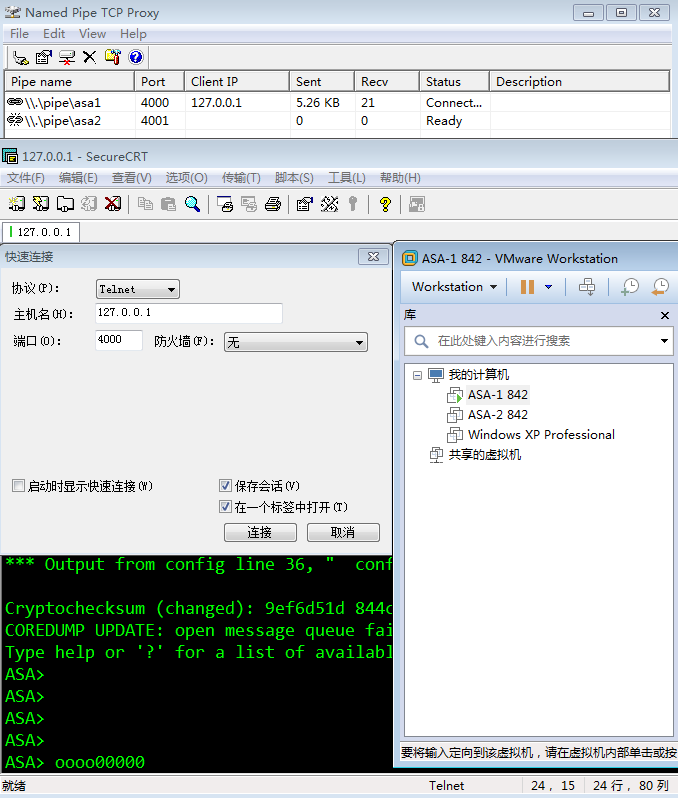 Named Pipe TCP Proxy
File Edit View Help
Pipe name Port Client IP Sent Recv Status Description
\\.\pipe\asa1 4000 127.0.0.1 5.26 KB 21 Connect...
\\.\pipe\asa2 4001 0 0 Ready
127.0.0.1 - SecureCRT
文件(F) 编辑(E) 查看(V) 选项(O) 传输(T) 脚本(S) 工具(L) 帮助(H)
127.0.0.1
快速连接
协议(P): Telnet
主机名(H): 127.0.0.1
端口(O): 4000 防火墙(F): 无
启动时显示快速连接(W) 保存会话(V)
在一个标签中打开(T)
连接 取消
ASA-1 842 - VMware Workstation
Workstation
库
在此处键入内容进行搜索
我的计算机
ASA-1 842
ASA-2 842
Windows XP Professional
共享的虚拟机
要将输入定向到该虚拟机，请在虚拟机内部单击或按
*** Output from config line 36, "  conf
Cryptochecksum (changed): 9ef6d51d 844c
COREDUMP UPDATE: open message queue fai
Type help or '?' for a list of availabl
ASA>
ASA>
ASA>
ASA>
ASA> oooo00000
就绪 Telnet 24, 15 24 行, 80 列